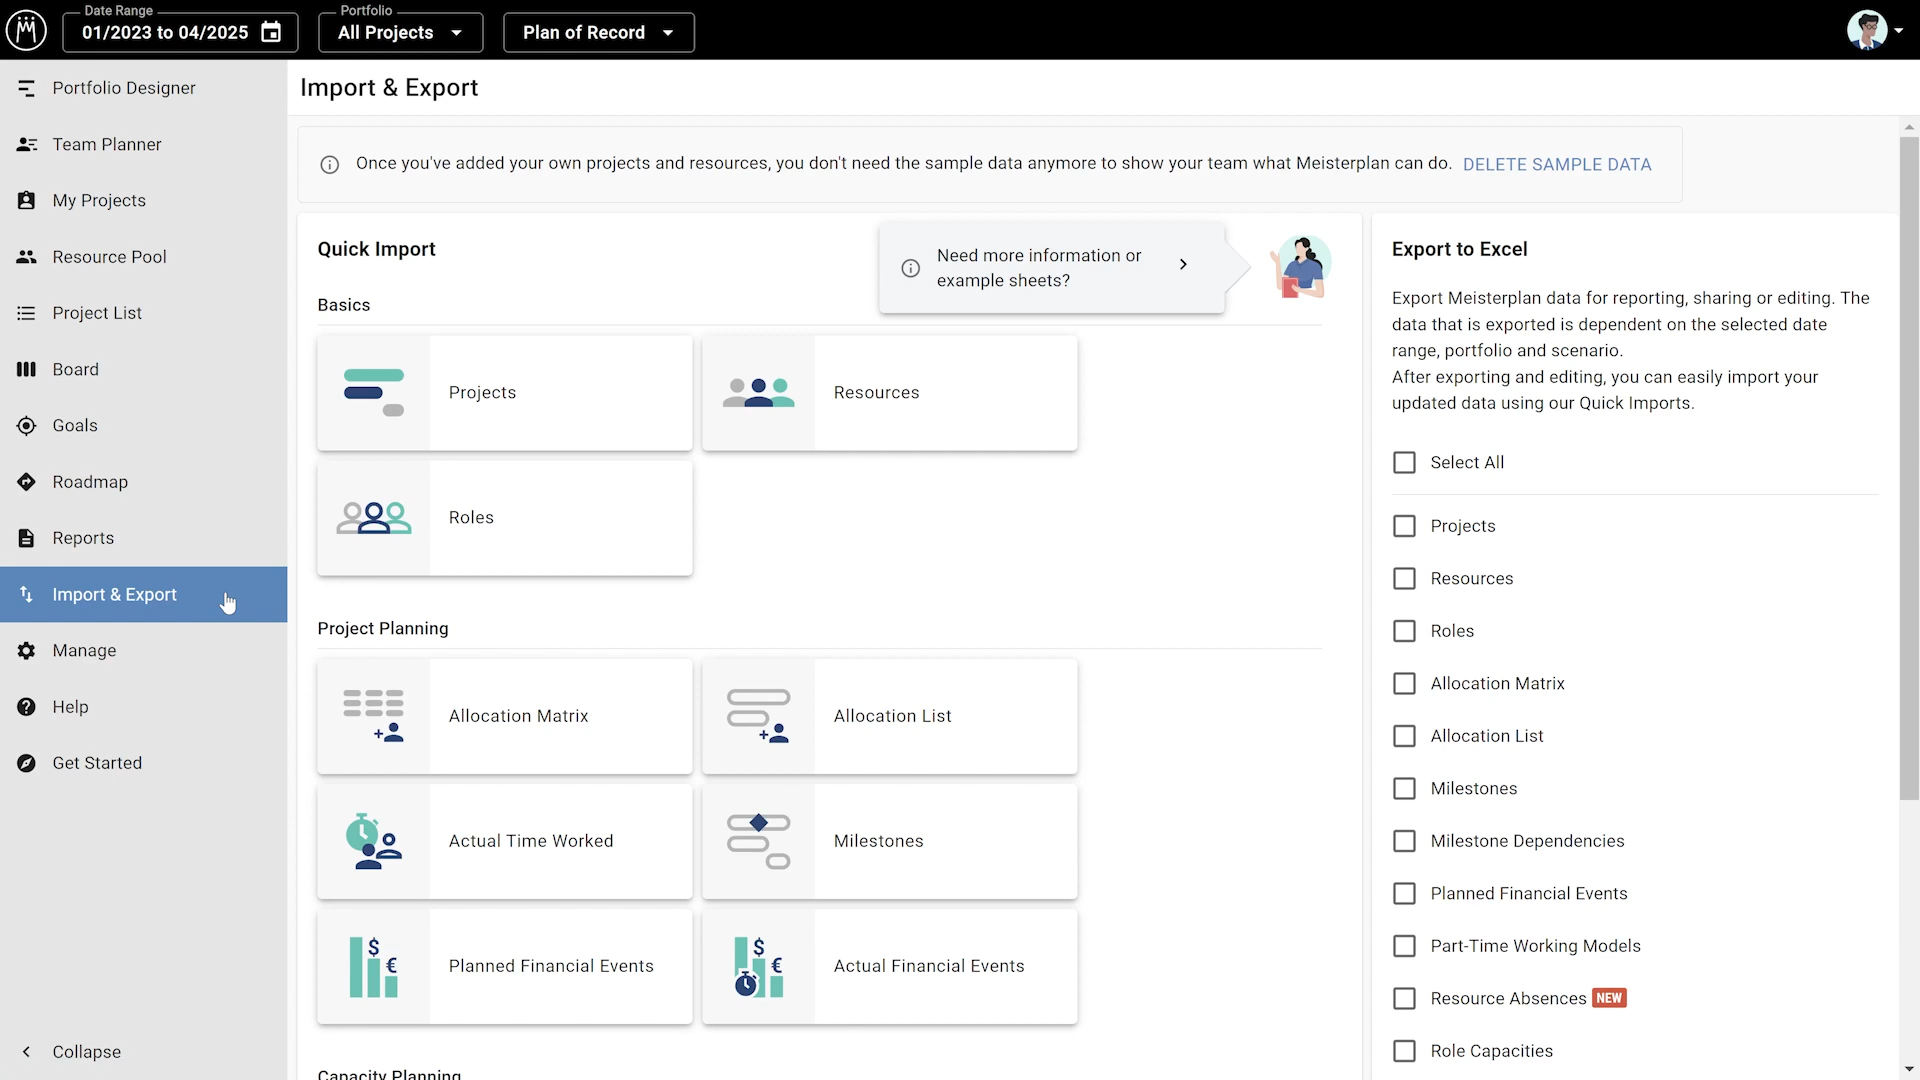 Date Range
01/2023 to 04/2025
Portfolio
All Projects
Plan of Record
Portfolio Designer
Team Planner
My Projects
Resource Pool
Project List
Board
Goals
Roadmap
Reports
Import & Export
Manage
Help
Get Started
Collapse
Import & Export
Once you've added your own projects and resources, you don't need the sample data anymore to show your team what Meisterplan can do. DELETE SAMPLE DATA
Quick Import
Need more information or
example sheets?
Basics
Projects
Resources
Roles
Project Planning
Allocation Matrix
Allocation List
Actual Time Worked
Milestones
Planned Financial Events
Actual Financial Events
Capacity Planning
Export to Excel
Export Meisterplan data for reporting, sharing or editing. The
data that is exported is dependent on the selected date
range, portfolio and scenario.
After exporting and editing, you can easily import your
updated data using our Quick Imports.
Select All
Projects
Resources
Roles
Allocation Matrix
Allocation List
Milestones
Milestone Dependencies
Planned Financial Events
Part-Time Working Models
Resource Absences NEW
Role Capacities